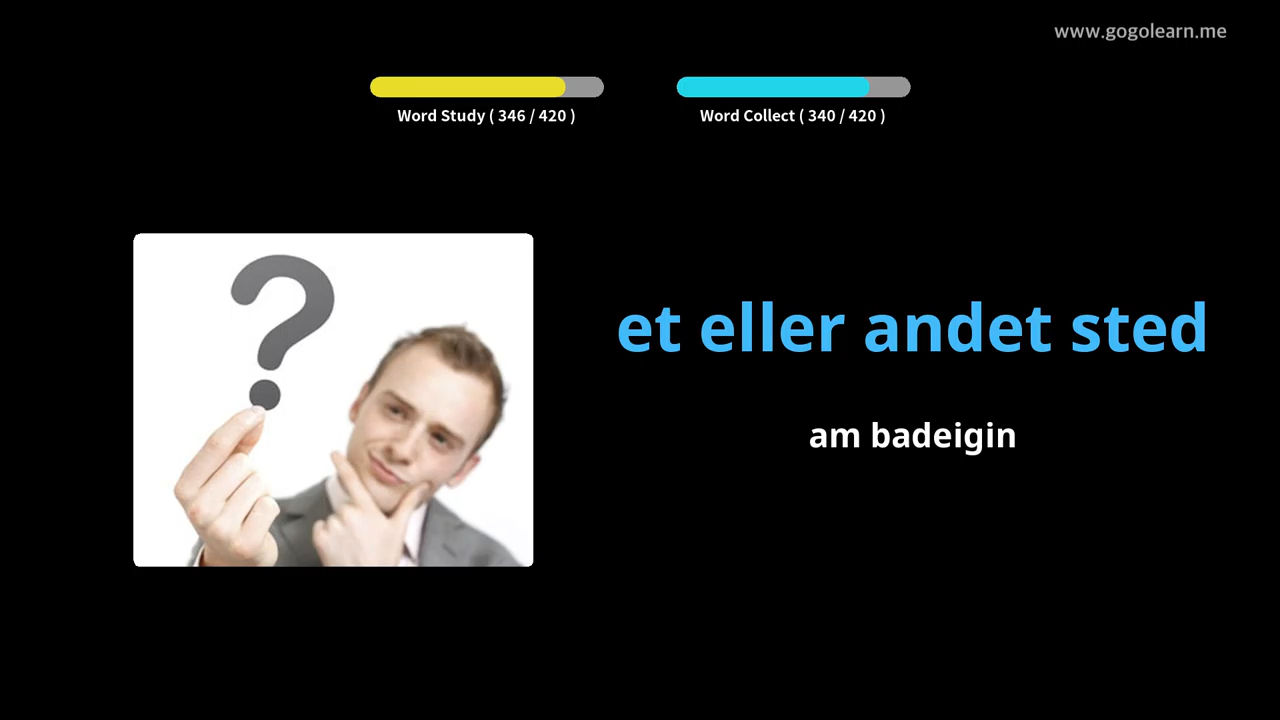 www.gogolearn.me
Word Study ( 346 / 420 )
Word Collect ( 340 / 420 )
?
et eller andet sted
am badeigin